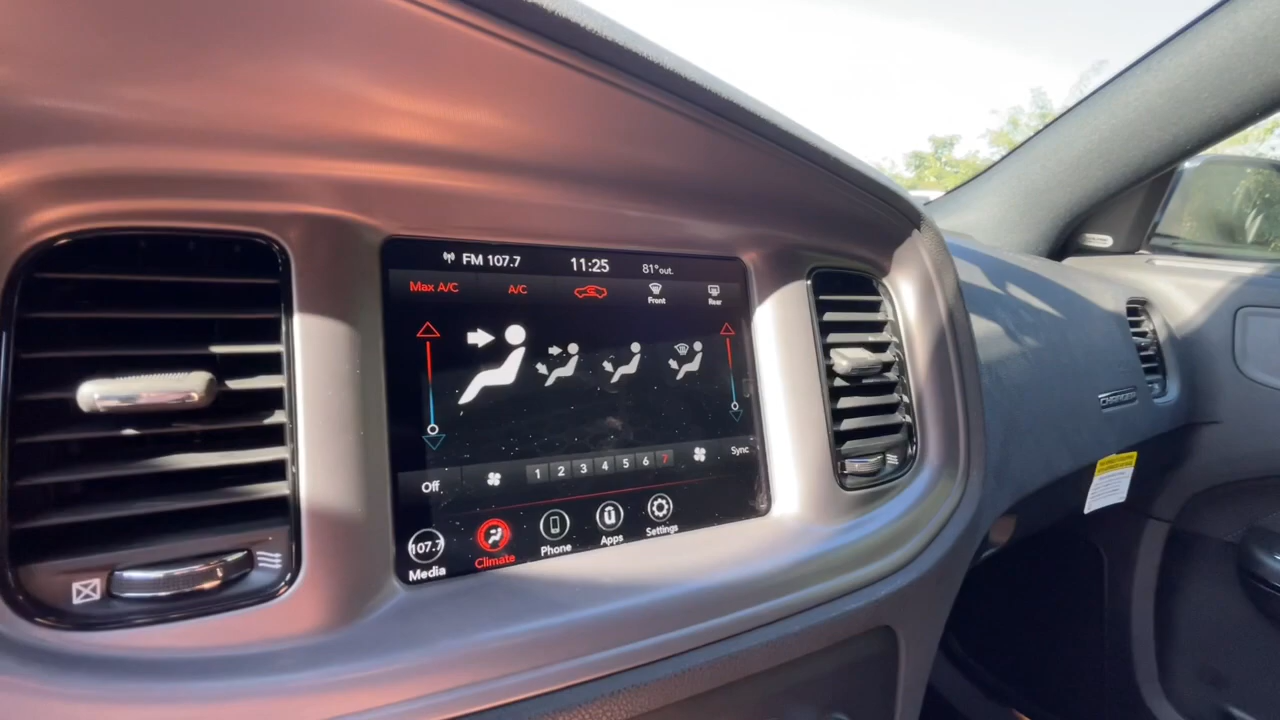 FM 107.7 11:25 81°out.
Max A/C A/C Front Rear
Off 1 2 3 4 5 6 7 Sync
107.7
Media Climate Phone Apps Settings
CHARGER